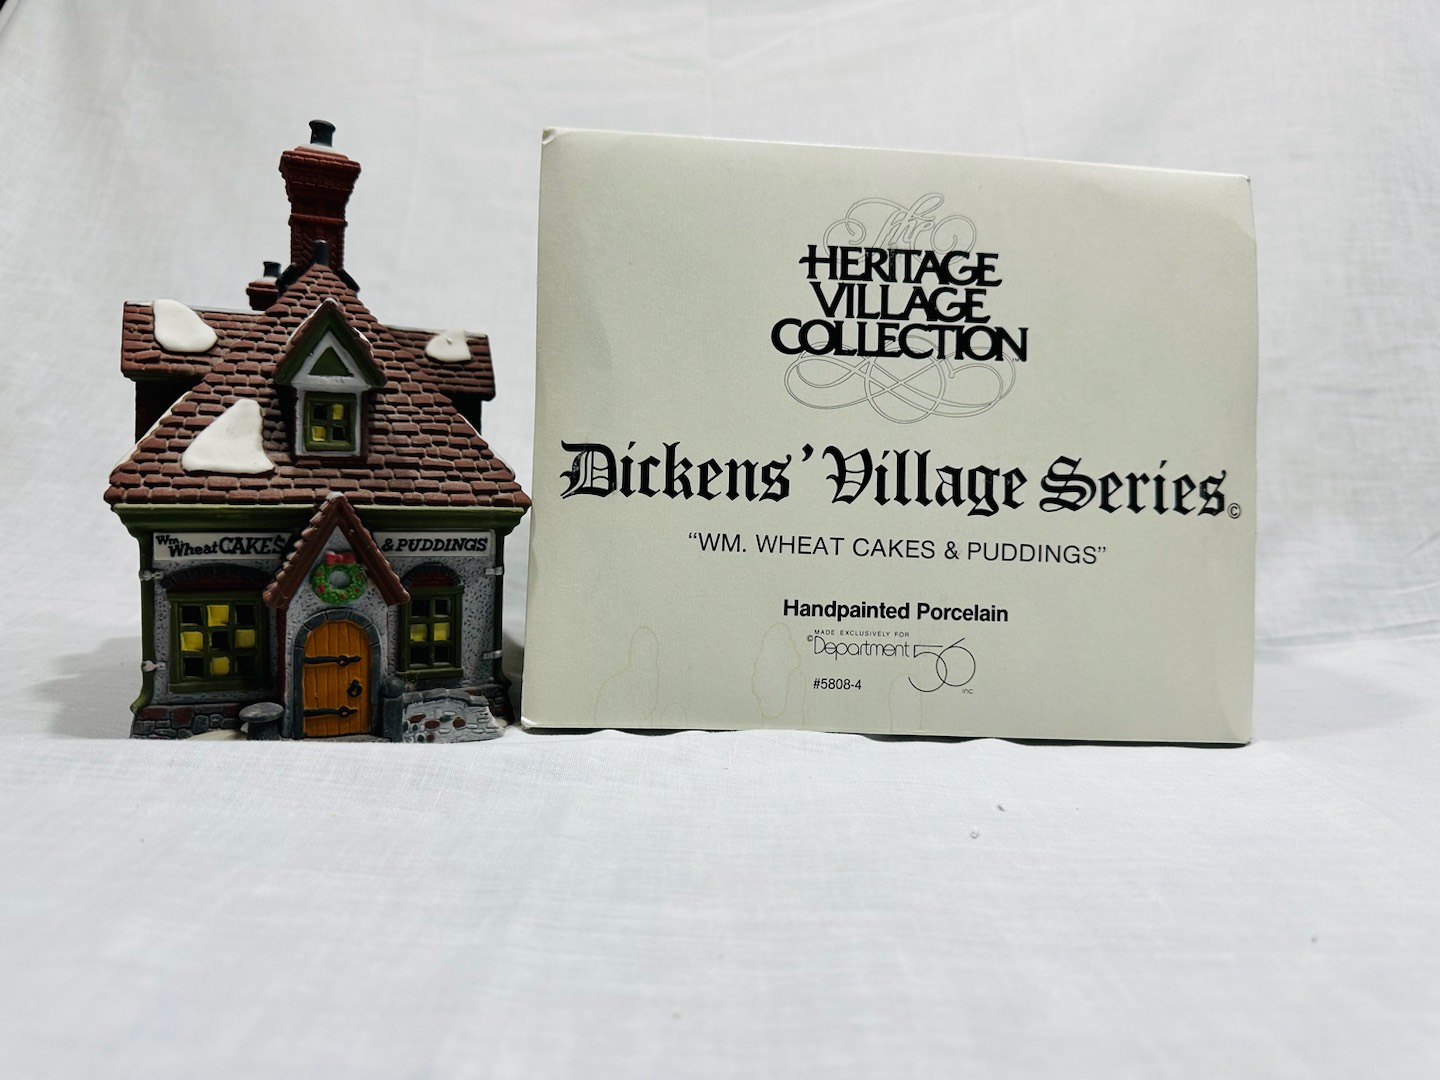 Wm. Wheat CAKES & PUDDINGS
The
HERITAGE
VILLAGE
COLLECTION™
Dickens' Village Series©
“WM. WHEAT CAKES & PUDDINGS”
Handpainted Porcelain
MADE EXCLUSIVELY FOR
©Department 56 INC.
#5808-4